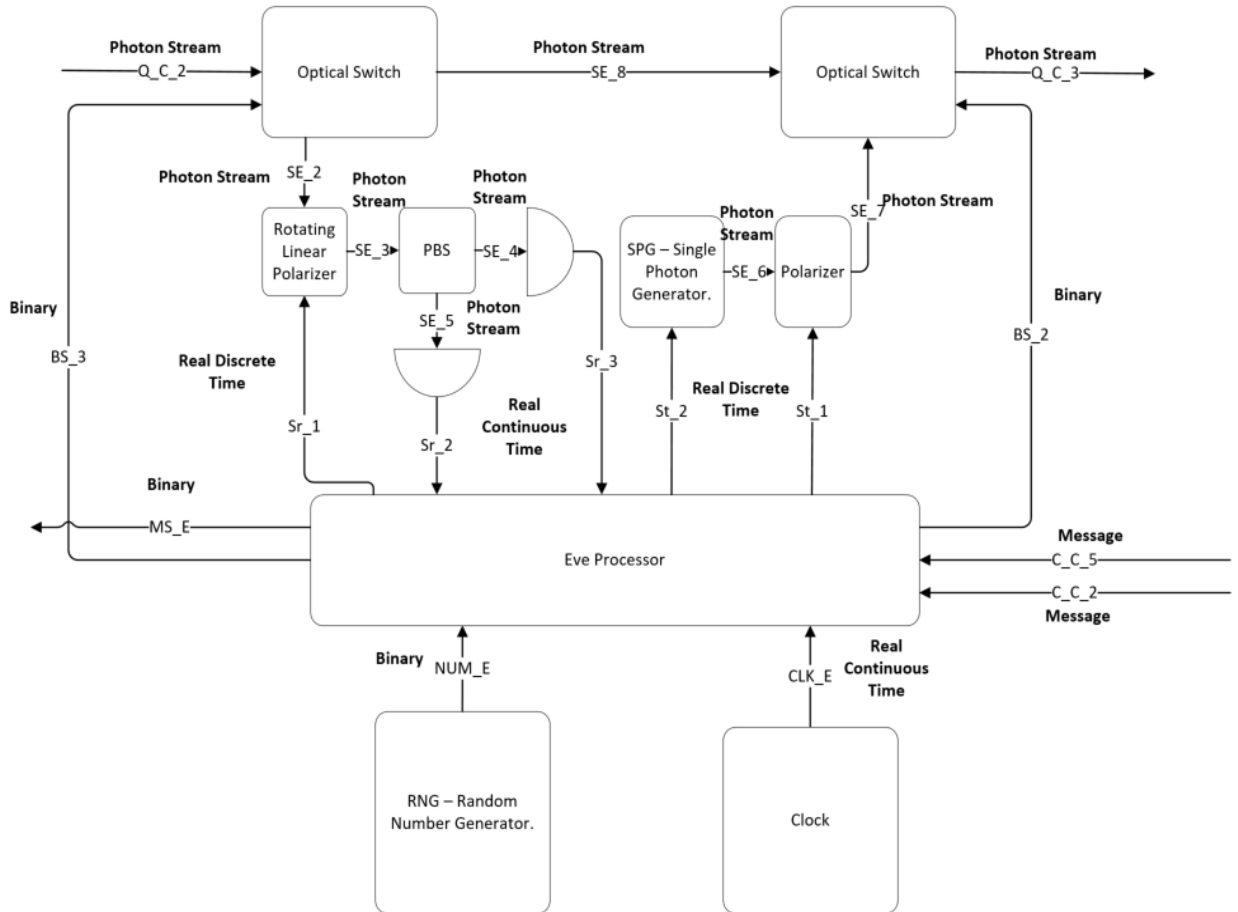 Photon Stream
Q_C_2
Optical Switch
Photon Stream
SE_8
Optical Switch
Photon Stream
Q_C_3
Photon Stream
SE_2
Photon
Stream
Photon
Stream
Rotating
Linear
Polarizer
SE_3
PBS
SE_4
SE_5
Photon
Stream
SPG – Single
Photon
Generator.
Photon
Stream
SE_6
Polarizer
SE_7
Photon Stream
Binary
BS_3
Real Discrete
Time
Sr_1
Sr_2
Real
Continuous
Time
Sr_3
St_2
Real Discrete
Time
St_1
Binary
BS_2
Binary
MS_E
Eve Processor
Message
C_C_5
C_C_2
Message
Binary
NUM_E
CLK_E
Real
Continuous
Time
RNG – Random
Number Generator.
Clock